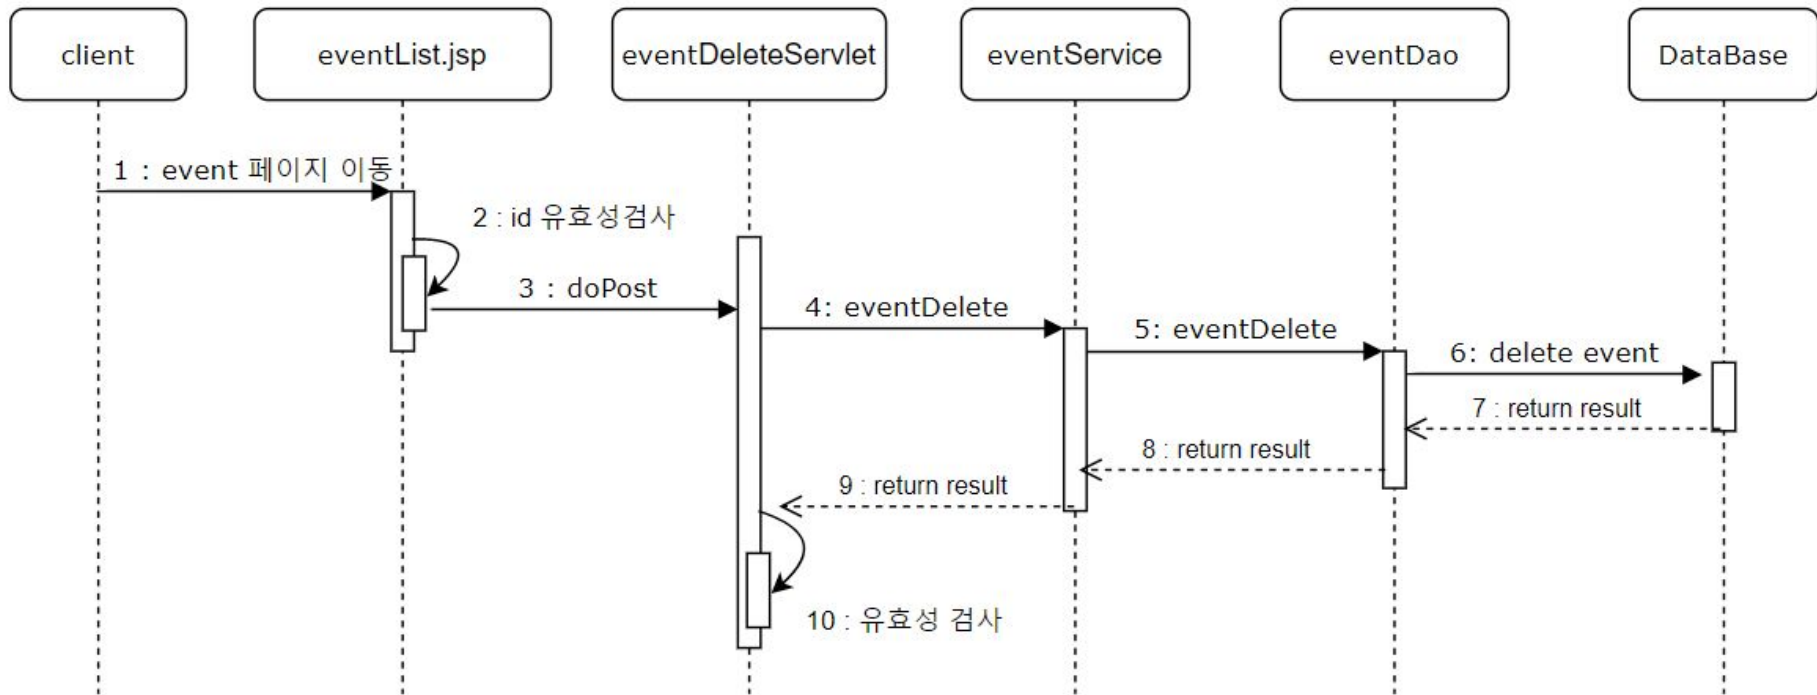 client
eventList.jsp
eventDeleteServlet
eventService
eventDao
DataBase
1 : event 페이지 이동
2 : id 유효성검사
3 : doPost
4: eventDelete
5: eventDelete
6: delete event
7 : return result
8 : return result
9 : return result
10 : 유효성 검사